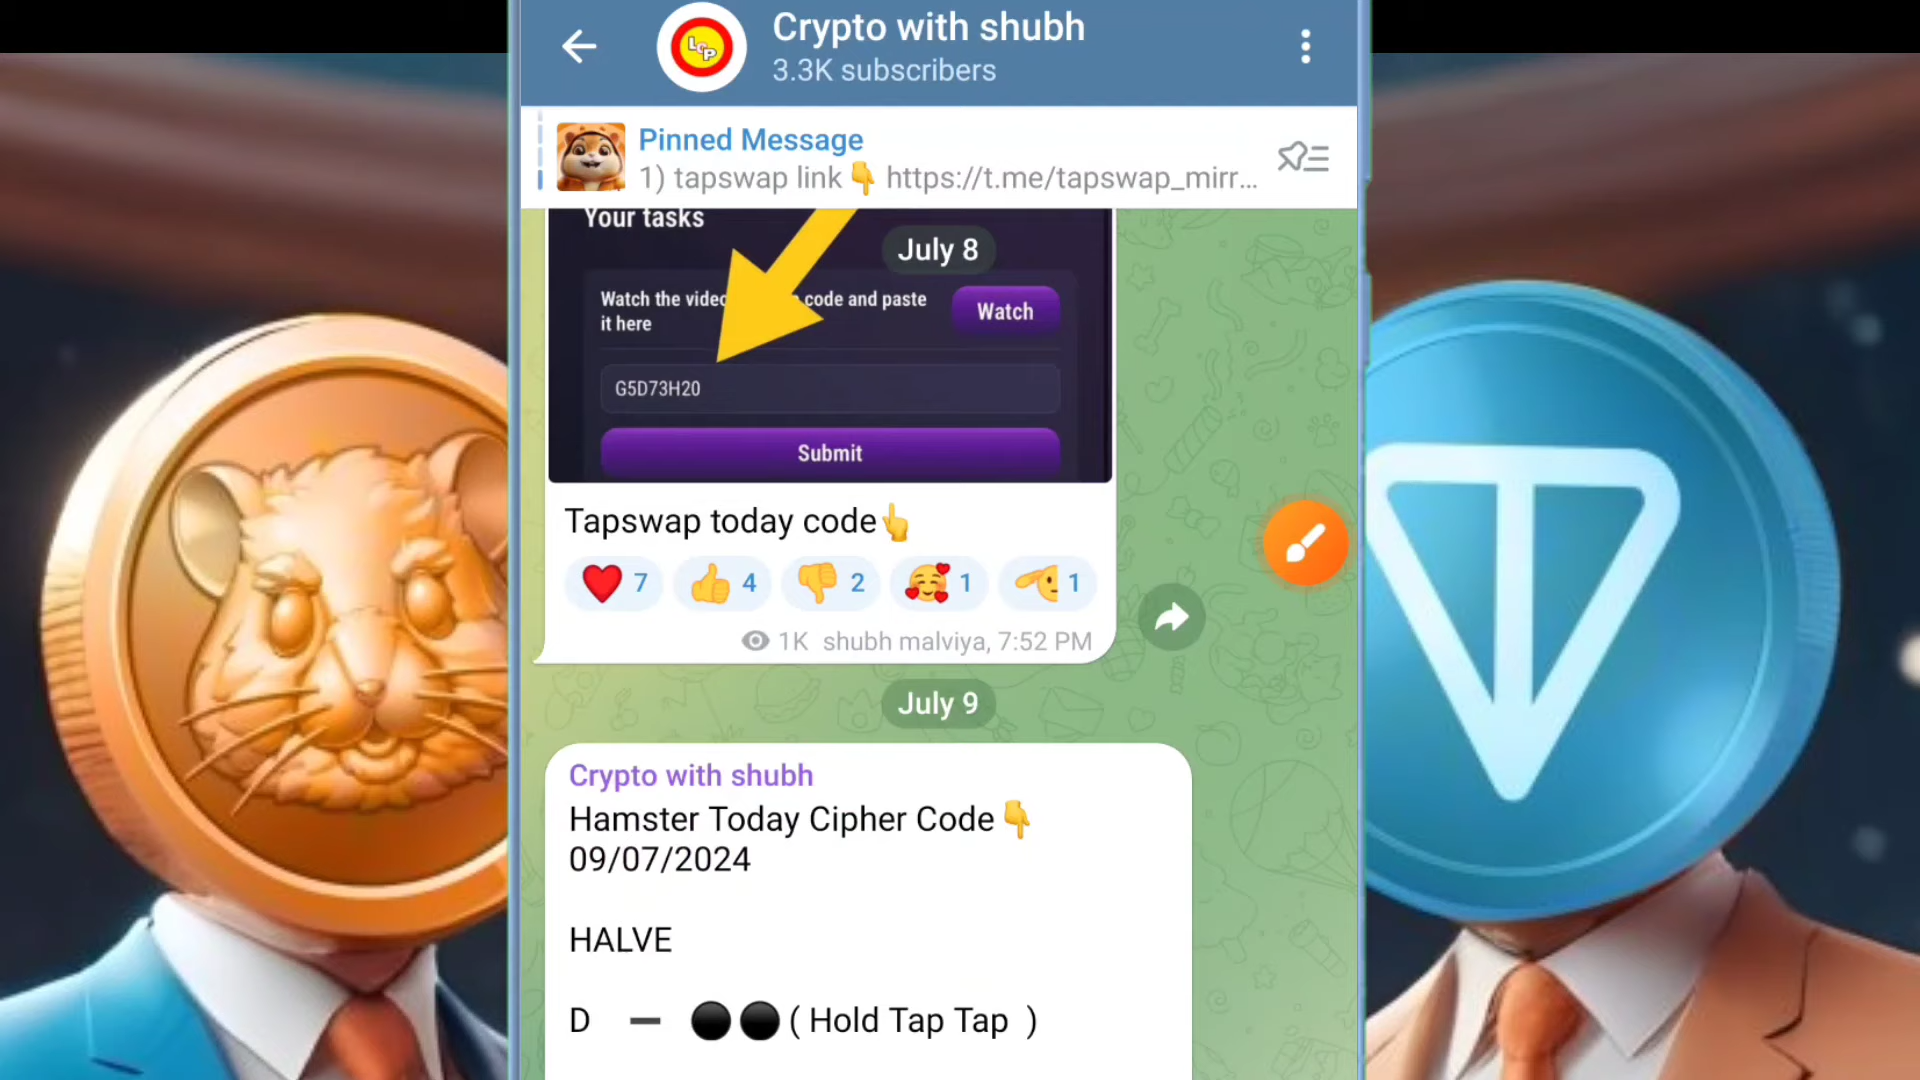 LCP
Crypto with shubh
3.3K subscribers
Pinned Message
1) tapswap link👇 https://t.me/tapswap_mirr...
Your tasks
July 8
Watch the video code and paste
it here
Watch
G5D73H20
Submit
Tapswap today code👆
❤️ 7 👍 4 👎 2 🥰 1 🫡 1
1K shubh malviya, 7:52 PM
July 9
Crypto with shubh
Hamster Today Cipher Code👇
09/07/2024
HALVE
D — ⚫⚫ ( Hold Tap Tap )